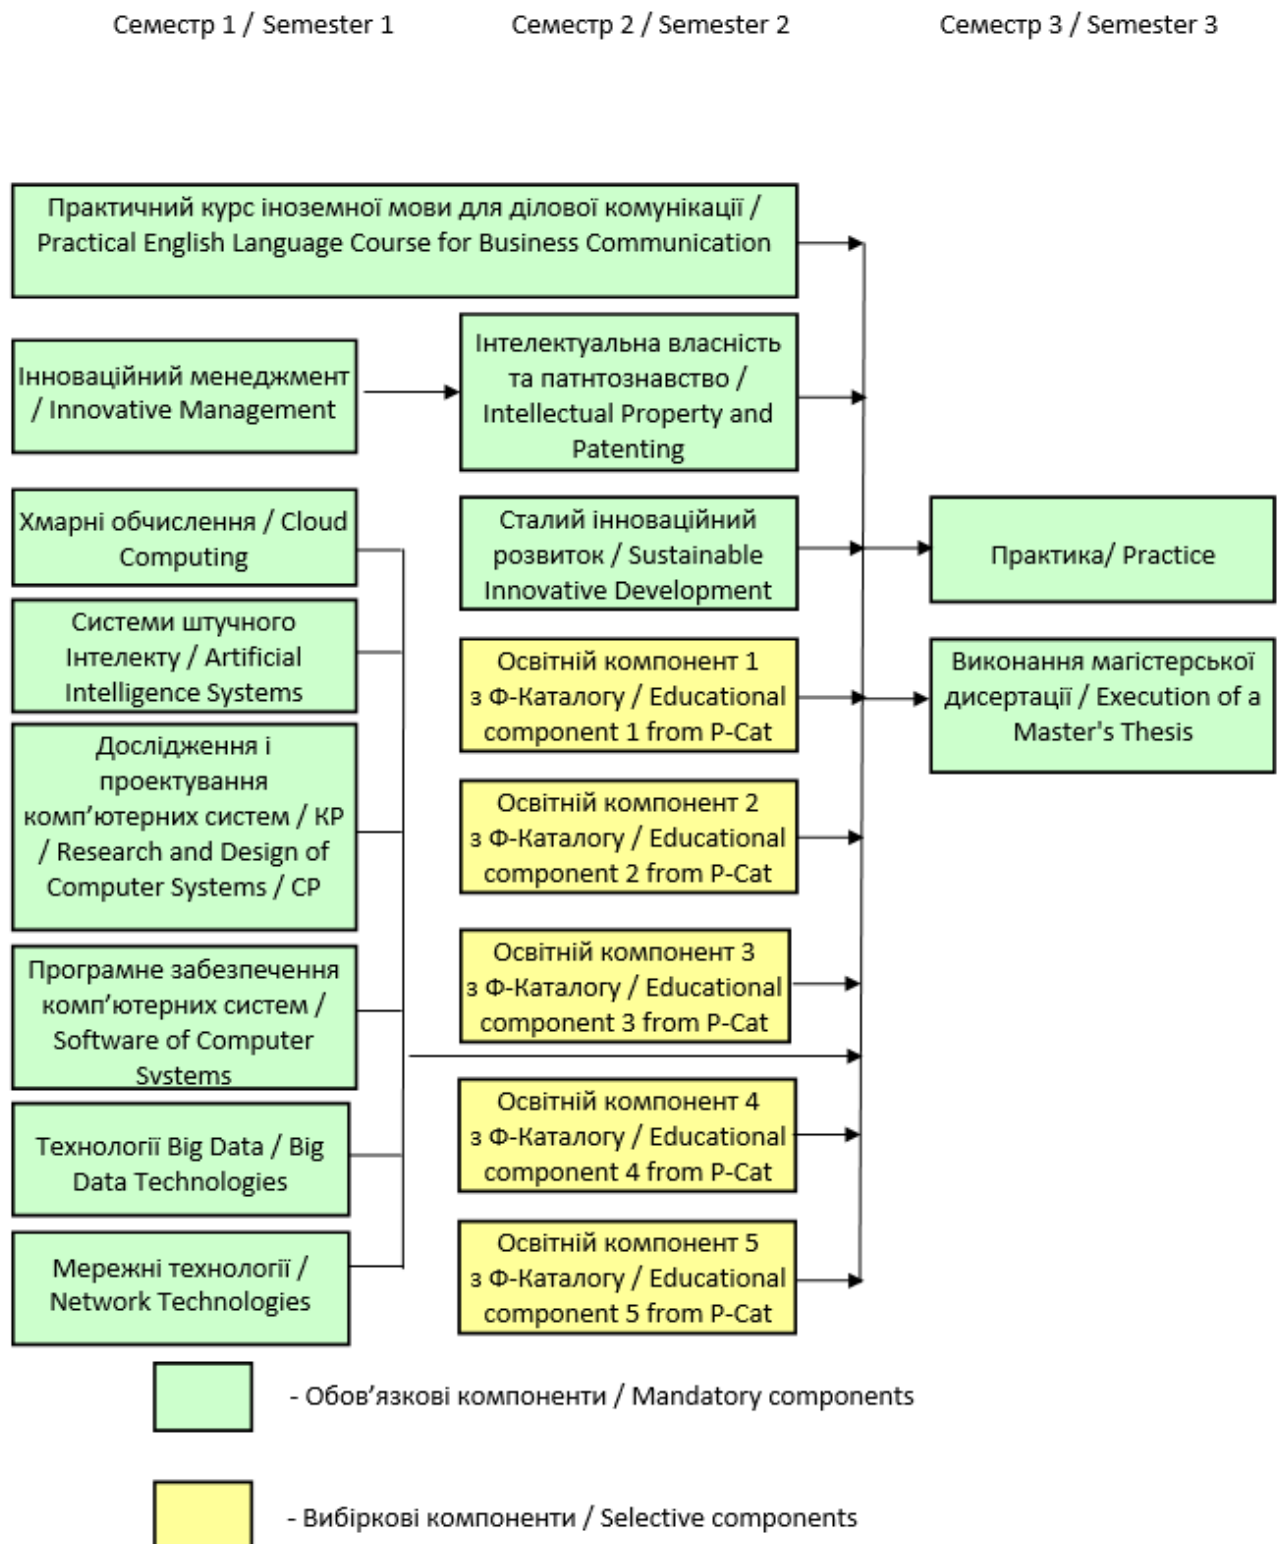 Семестр 1 / Semester 1
Семестр 2 / Semester 2
Семестр 3 / Semester 3
Практичний курс іноземної мови для ділової комунікації /
Practical English Language Course for Business Communication
Інноваційний менеджмент
/ Innovative Management
Інтелектуальна власність
та патнтознавство /
Intellectual Property and
Patenting
Хмарні обчислення / Cloud
Computing
Сталий інноваційний
розвиток / Sustainable
Innovative Development
Практика/ Practice
Системи штучного
Інтелекту / Artificial
Intelligence Systems
Освітній компонент 1
з Ф-Каталогу / Educational
component 1 from P-Cat
Виконання магістерської
дисертації / Execution of a
Master's Thesis
Дослідження і
проектування
комп’ютерних систем / КР
/ Research and Design of
Computer Systems / CP
Освітній компонент 2
з Ф-Каталогу / Educational
component 2 from P-Cat
Програмне забезпечення
комп’ютерних систем /
Software of Computer
Systems
Освітній компонент 3
з Ф-Каталогу / Educational
component 3 from P-Cat
Технології Big Data / Big
Data Technologies
Освітній компонент 4
з Ф-Каталогу / Educational
component 4 from P-Cat
Мережні технології /
Network Technologies
Освітній компонент 5
з Ф-Каталогу / Educational
component 5 from P-Cat
- Обов’язкові компоненти / Mandatory components
- Вибіркові компоненти / Selective components